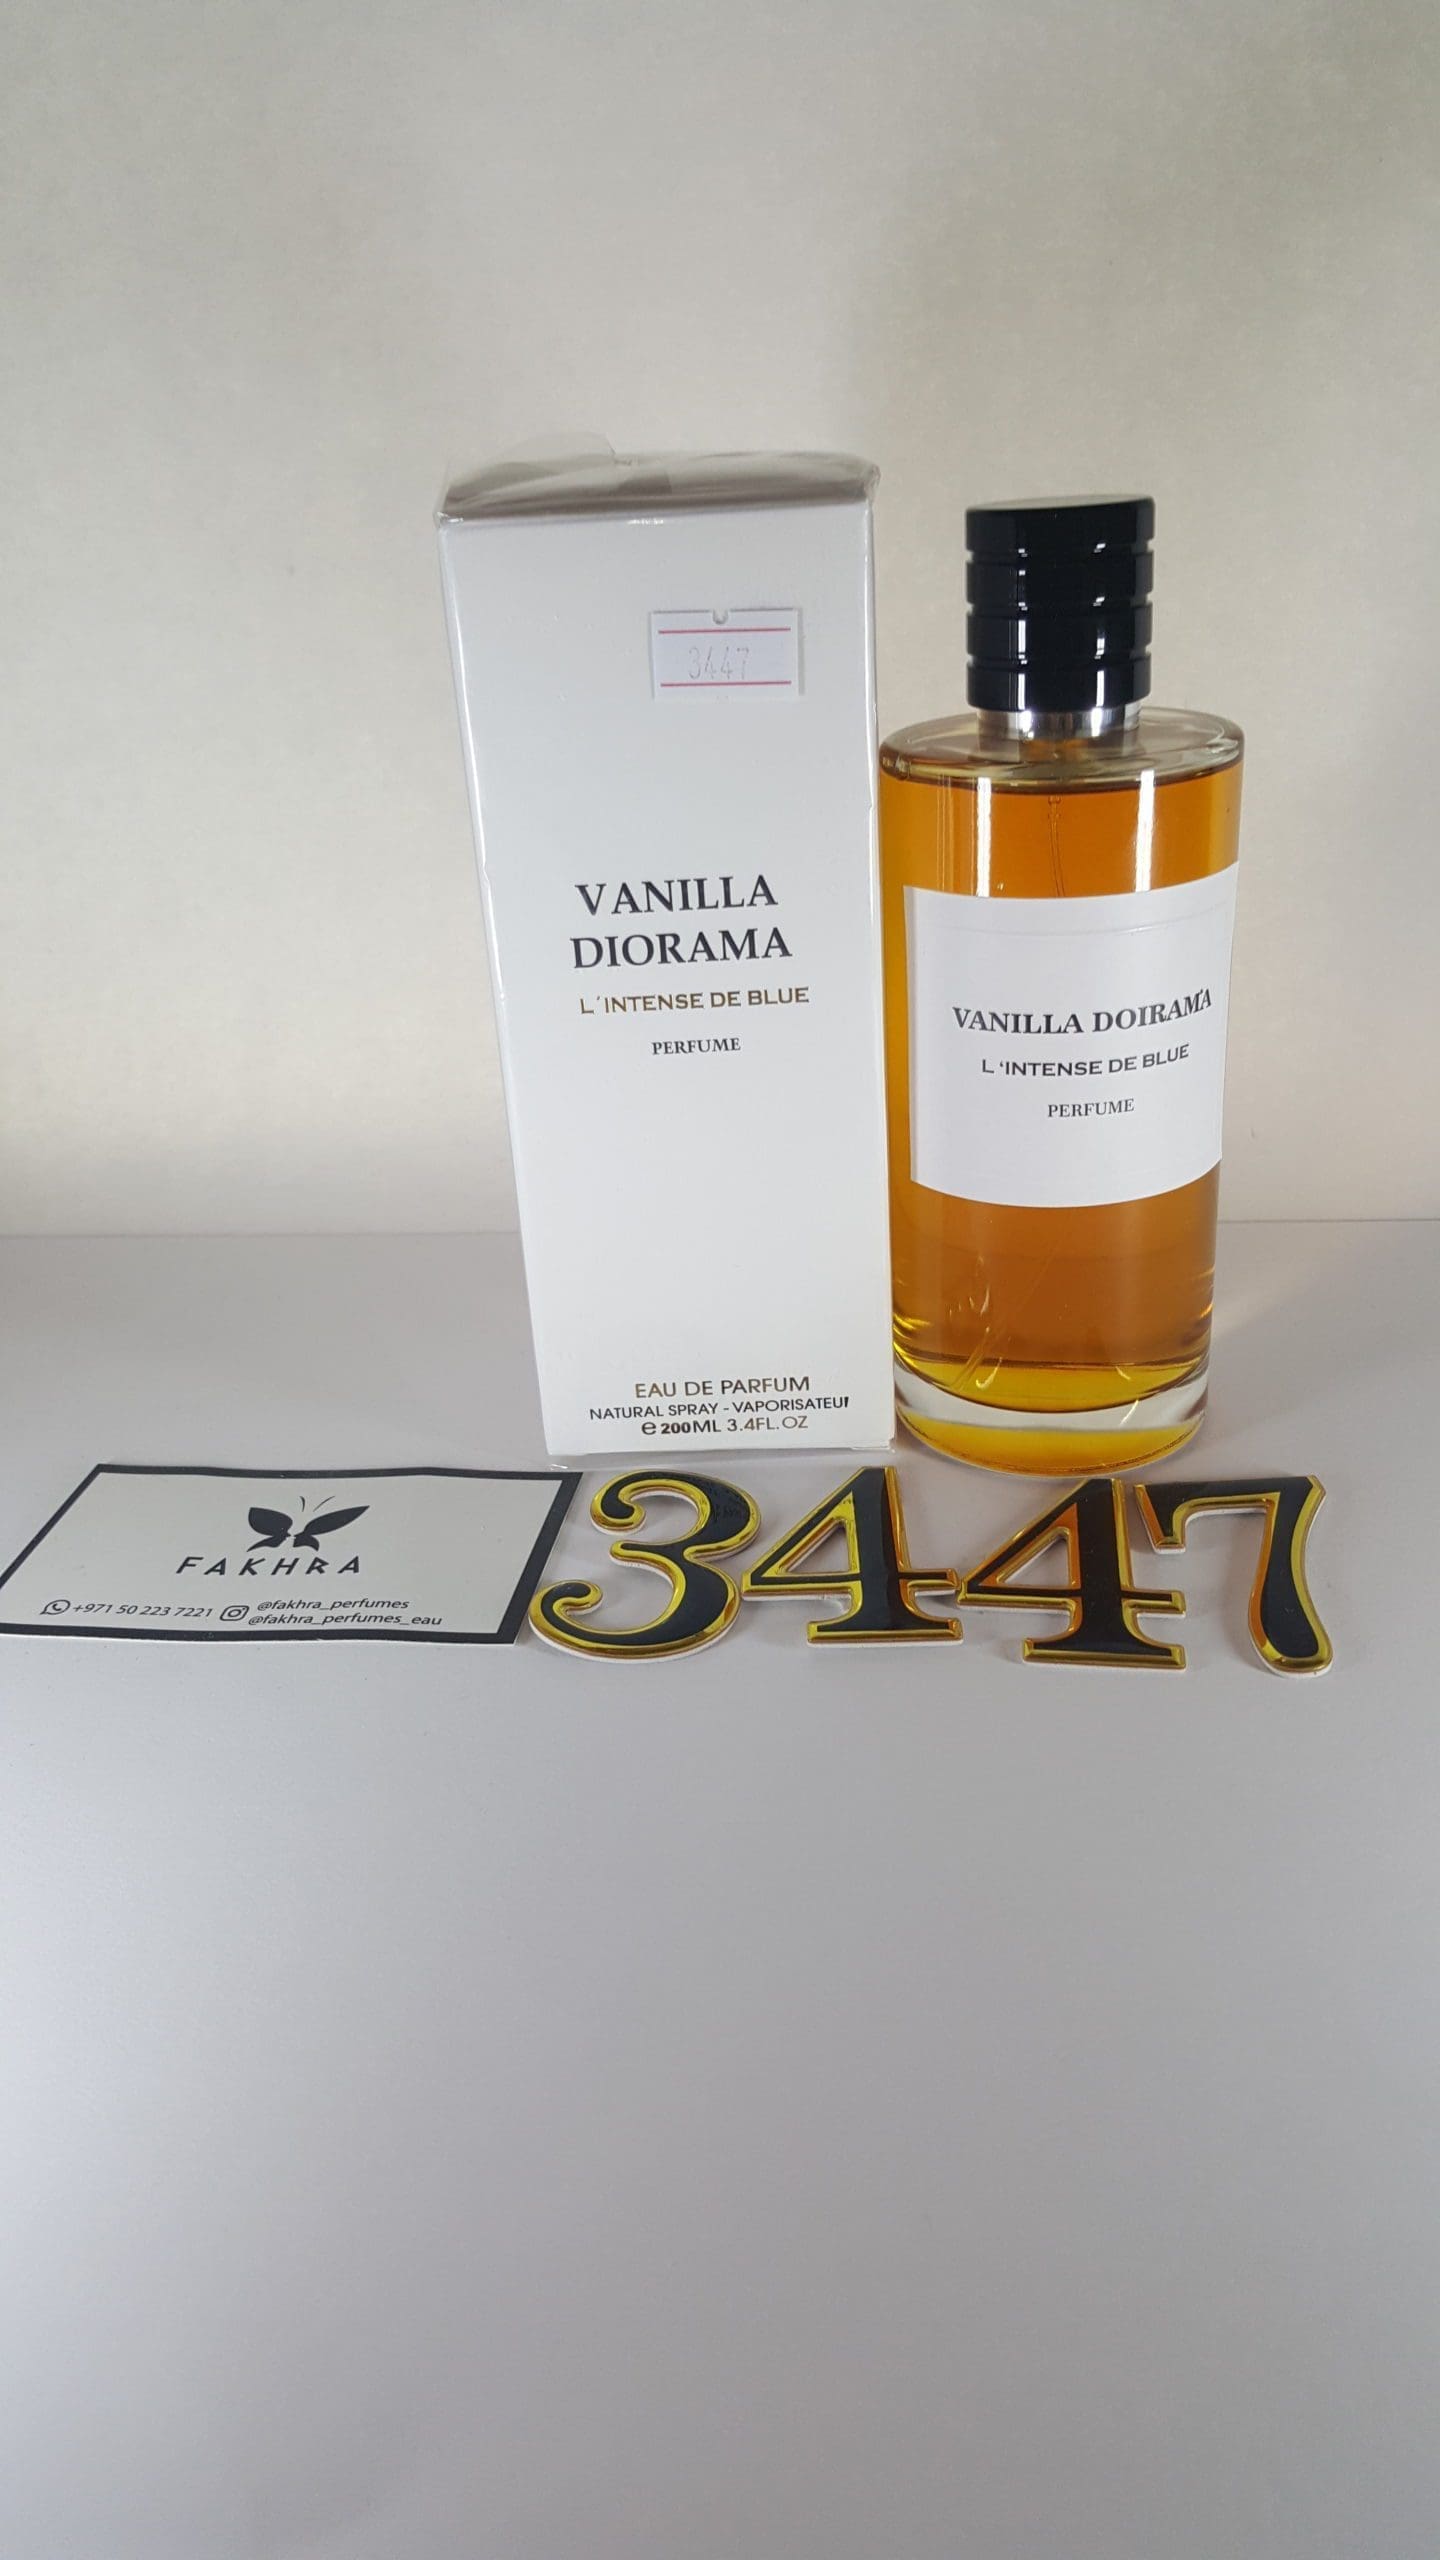 3447
VANILLA
DIORAMA
L'INTENSE DE BLUE
PERFUME
EAU DE PARFUM
NATURAL SPRAY - VAPORISATEUR
e 200ML 3.4FL.OZ
VANILLA DOIRAMA
L 'INTENSE DE BLUE
PERFUME
FAKHRA
+971 50 223 7221
@fakhra_perfumes
@fakhra_perfumes_eau
3447